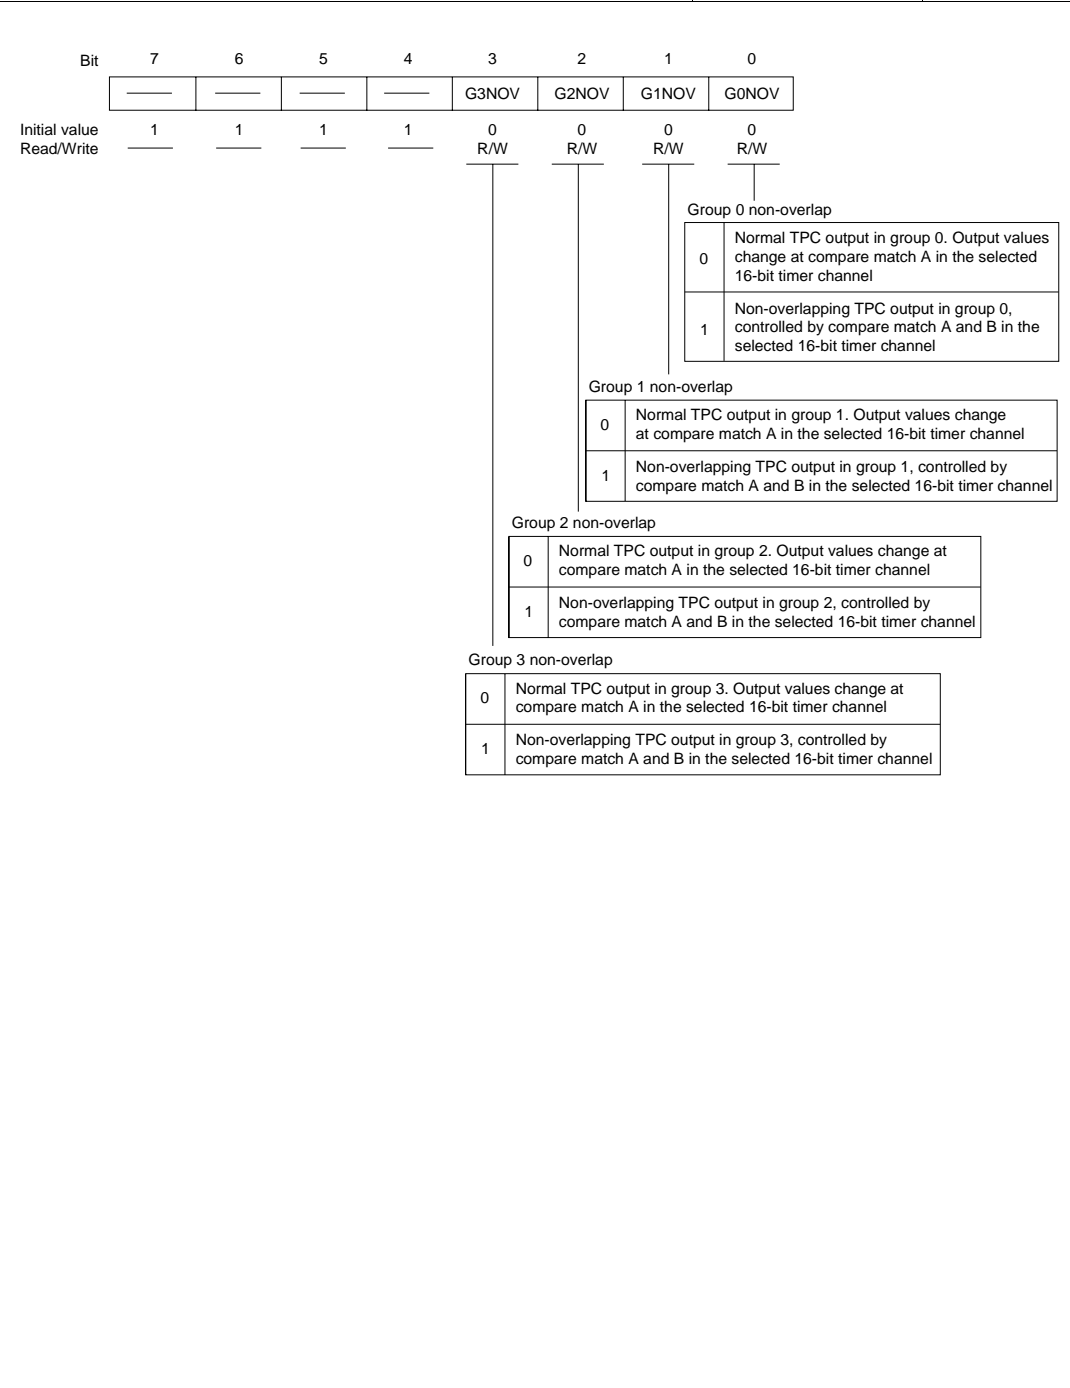 Bit 7 6 5 4 3 2 1 0
G3NOV G2NOV G1NOV G0NOV
Initial value 1 1 1 1 0 0 0 0
Read/Write R/W R/W R/W R/W
Group 0 non-overlap
0 Normal TPC output in group 0. Output values
change at compare match A in the selected
16-bit timer channel
1 Non-overlapping TPC output in group 0,
controlled by compare match A and B in the
selected 16-bit timer channel
Group 1 non-overlap
0 Normal TPC output in group 1. Output values change
at compare match A in the selected 16-bit timer channel
1 Non-overlapping TPC output in group 1, controlled by
compare match A and B in the selected 16-bit timer channel
Group 2 non-overlap
0 Normal TPC output in group 2. Output values change at
compare match A in the selected 16-bit timer channel
1 Non-overlapping TPC output in group 2, controlled by
compare match A and B in the selected 16-bit timer channel
Group 3 non-overlap
0 Normal TPC output in group 3. Output values change at
compare match A in the selected 16-bit timer channel
1 Non-overlapping TPC output in group 3, controlled by
compare match A and B in the selected 16-bit timer channel